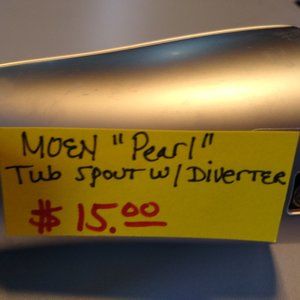 MOEN "Pearl"
Tub Spout w/ Diverter
$15.00